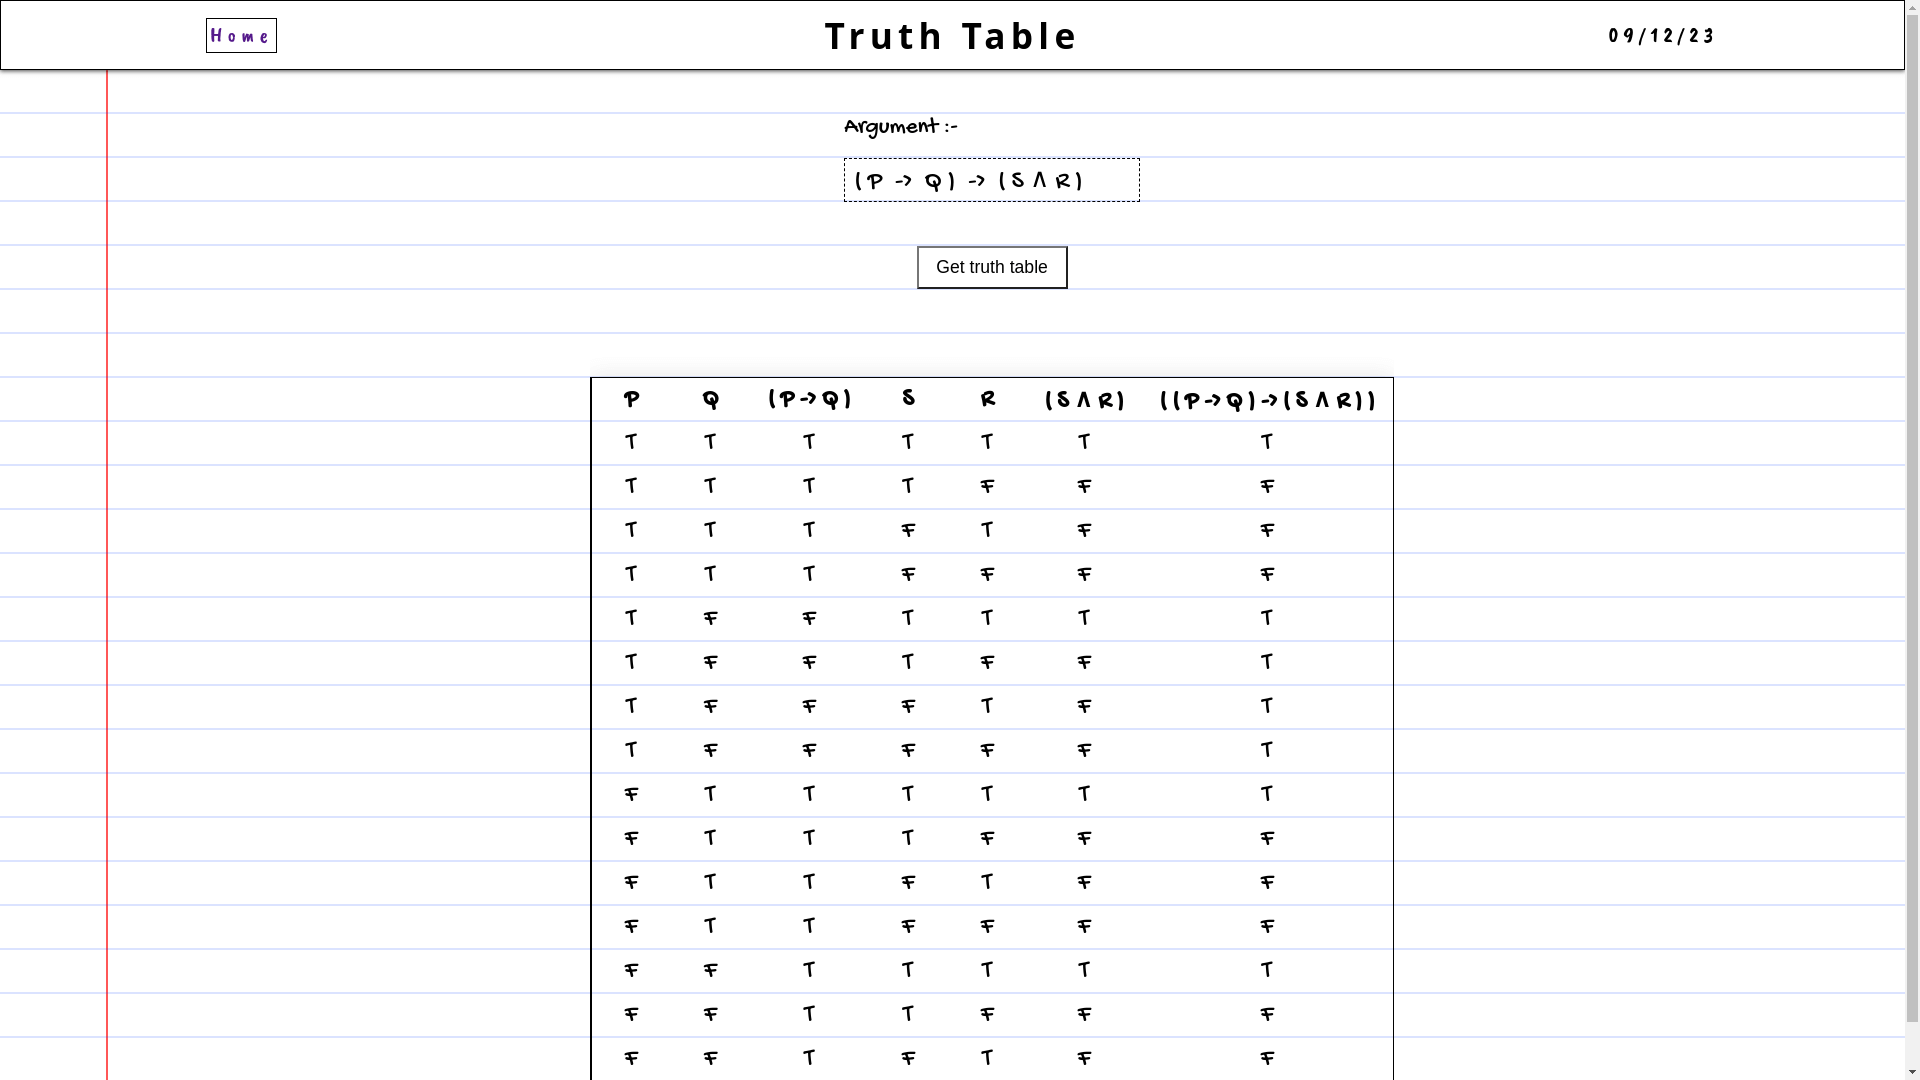 Home Truth Table 09/12/23
Argument :-
(P -> Q) -> (S ∧ R)
Get truth table
P Q (P->Q) S R (S∧R) ((P->Q)->(S∧R))
T T T T T T T
T T T T F F F
T T T F T F F
T T T F F F F
T F F T T T T
T F F T F F T
T F F F T F T
T F F F F F T
F T T T T T T
F T T T F F F
F T T F T F F
F T T F F F F
F F T T T T T
F F T T F F F
F F T F T F F